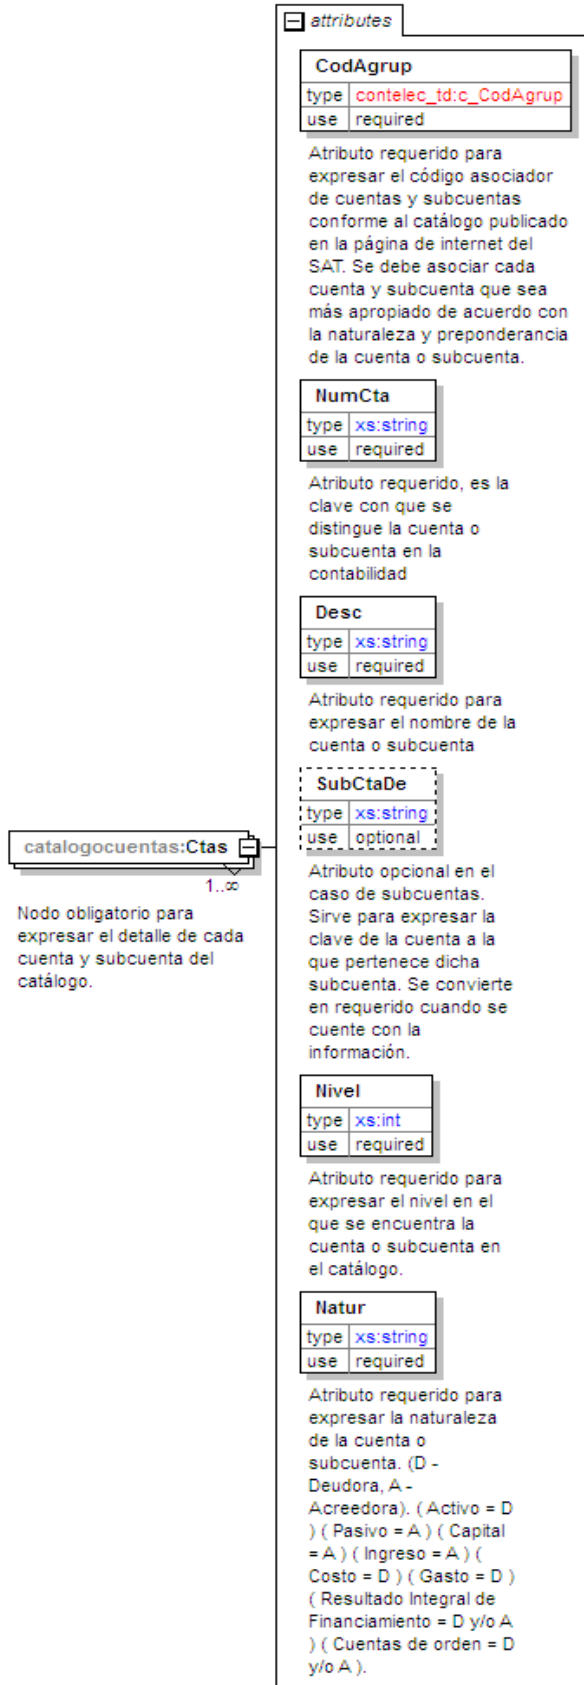 attributes
CodAgrup
type contelec_td:c_CodAgrup
use required
Atributo requerido para
expresar el código asociador
de cuentas y subcuentas
conforme al catálogo publicado
en la página de internet del
SAT. Se debe asociar cada
cuenta y subcuenta que sea
más apropiado de acuerdo con
la naturaleza y preponderancia
de la cuenta o subcuenta.
NumCta
type xs:string
use required
Atributo requerido, es la
clave con que se
distingue la cuenta o
subcuenta en la
contabilidad
Desc
type xs:string
use required
Atributo requerido para
expresar el nombre de la
cuenta o subcuenta
SubCtaDe
type xs:string
use optional
Atributo opcional en el
caso de subcuentas.
Sirve para expresar la
clave de la cuenta a la
que pertenece dicha
subcuenta. Se convierte
en requerido cuando se
cuente con la
información.
catalogocuentas:Ctas
1..∞
Nodo obligatorio para
expresar el detalle de cada
cuenta y subcuenta del
catálogo.
Nivel
type xs:int
use required
Atributo requerido para
expresar el nivel en el
que se encuentra la
cuenta o subcuenta en
el catálogo.
Natur
type xs:string
use required
Atributo requerido para
expresar la naturaleza
de la cuenta o
subcuenta. (D -
Deudora, A -
Acreedora). ( Activo = D
) ( Pasivo = A ) ( Capital
= A ) ( Ingreso = A ) (
Costo = D ) ( Gasto = D )
( Resultado Integral de
Financiamiento = D y/o A
) ( Cuentas de orden = D
y/o A ).